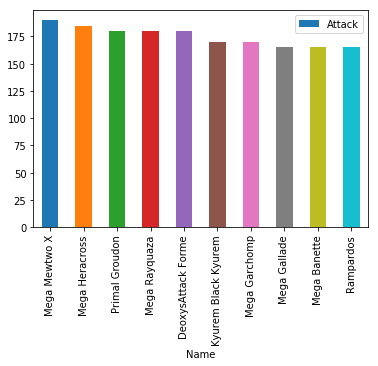 Attack
175
150
125
100
75
50
25
0
Mega Mewtwo X
Mega Heracross
Primal Groudon
Mega Rayquaza
DeoxysAttack Forme
Kyurem Black Kyurem
Mega Garchomp
Mega Gallade
Mega Banette
Rampardos
Name